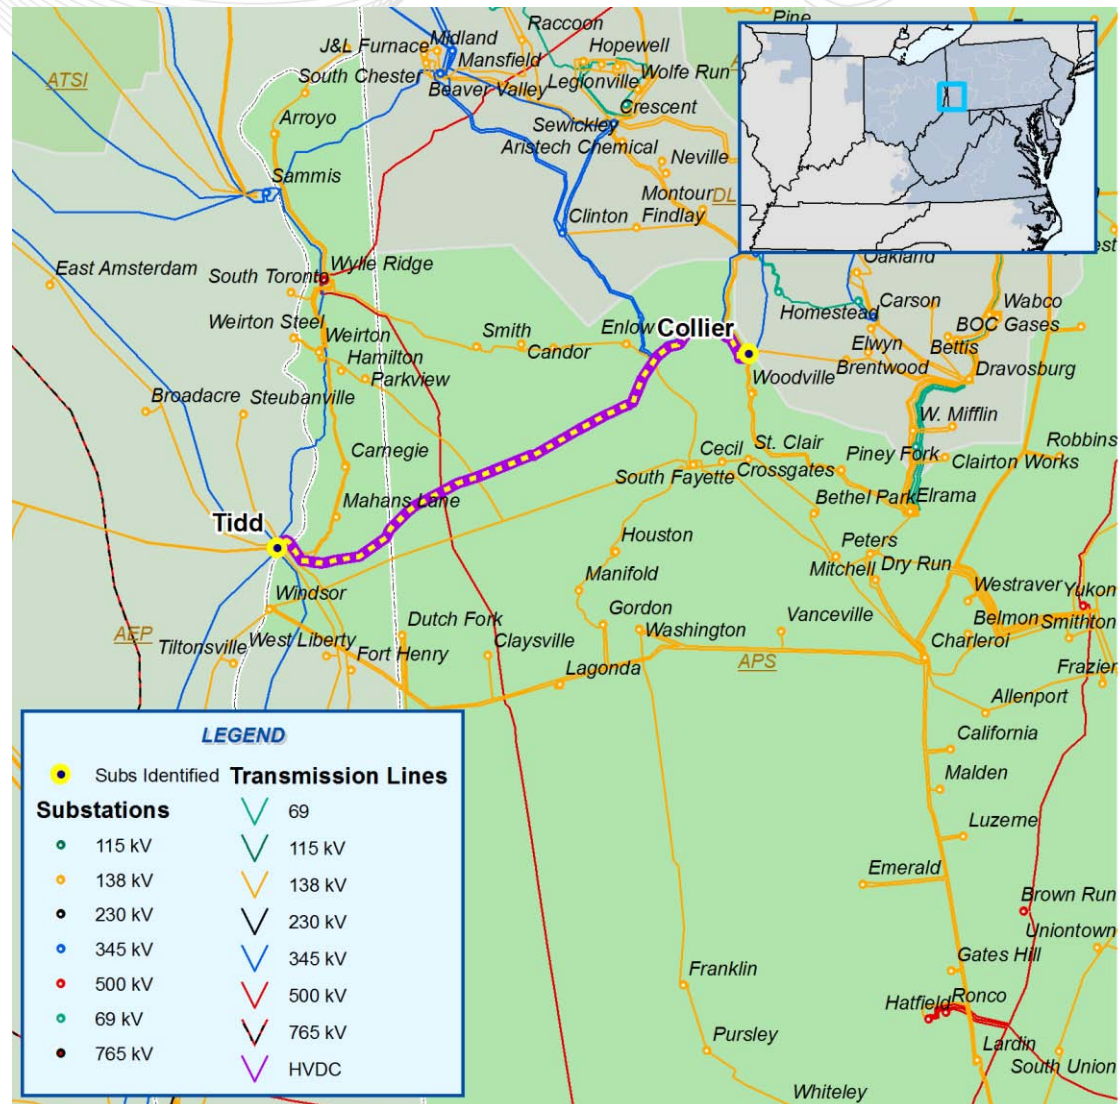 Raccoon
Pine
J&L Furnace
Midland
Hopewell
Mansfield
ATSI
South Chester
Legionville
Wolfe Run
Beaver Valley
Crescent
Arroyo
Sewickley
Aristech Chemical
Neville
Sammis
Montour
DL
Clinton
Findlay
est
Oakland
East Amsterdam
South Toronto
Wylie Ridge
Carson
Wabco
Homestead
BOC Gases
Weirton Steel
Weirton
Smith
Enlow
Collier
Elwyn
Bettis
Hamilton
Candor
Brentwood
Dravosburg
Parkview
Woodville
Broadacre
Steubanville
W. Mifflin
Carnegie
Cecil
St. Clair
Piney Fork
Robbins
South Fayette
Crossgates
Clairton Works
Mahans Lane
Bethel Park
Elrama
Tidd
Houston
Peters
Manifold
Mitchell
Dry Run
Windsor
Westraver
Yukon
Dutch Fork
Gordon
Vanceville
Belmon
Smithton
AEP
Tiltonsville
West Liberty
Claysville
Washington
Charleroi
Fort Henry
Lagonda
APS
Frazier
Allenport
California
Malden
Luzerne
Emerald
Brown Run
Uniontown
Gates Hill
Franklin
Hatfield
Ronco
Pursley
Lardin
South Union
Whiteley
LEGEND
Subs Identified
Transmission Lines
Substations
69
115 kV
115 kV
138 kV
138 kV
230 kV
230 kV
345 kV
345 kV
500 kV
500 kV
69 kV
765 kV
765 kV
HVDC